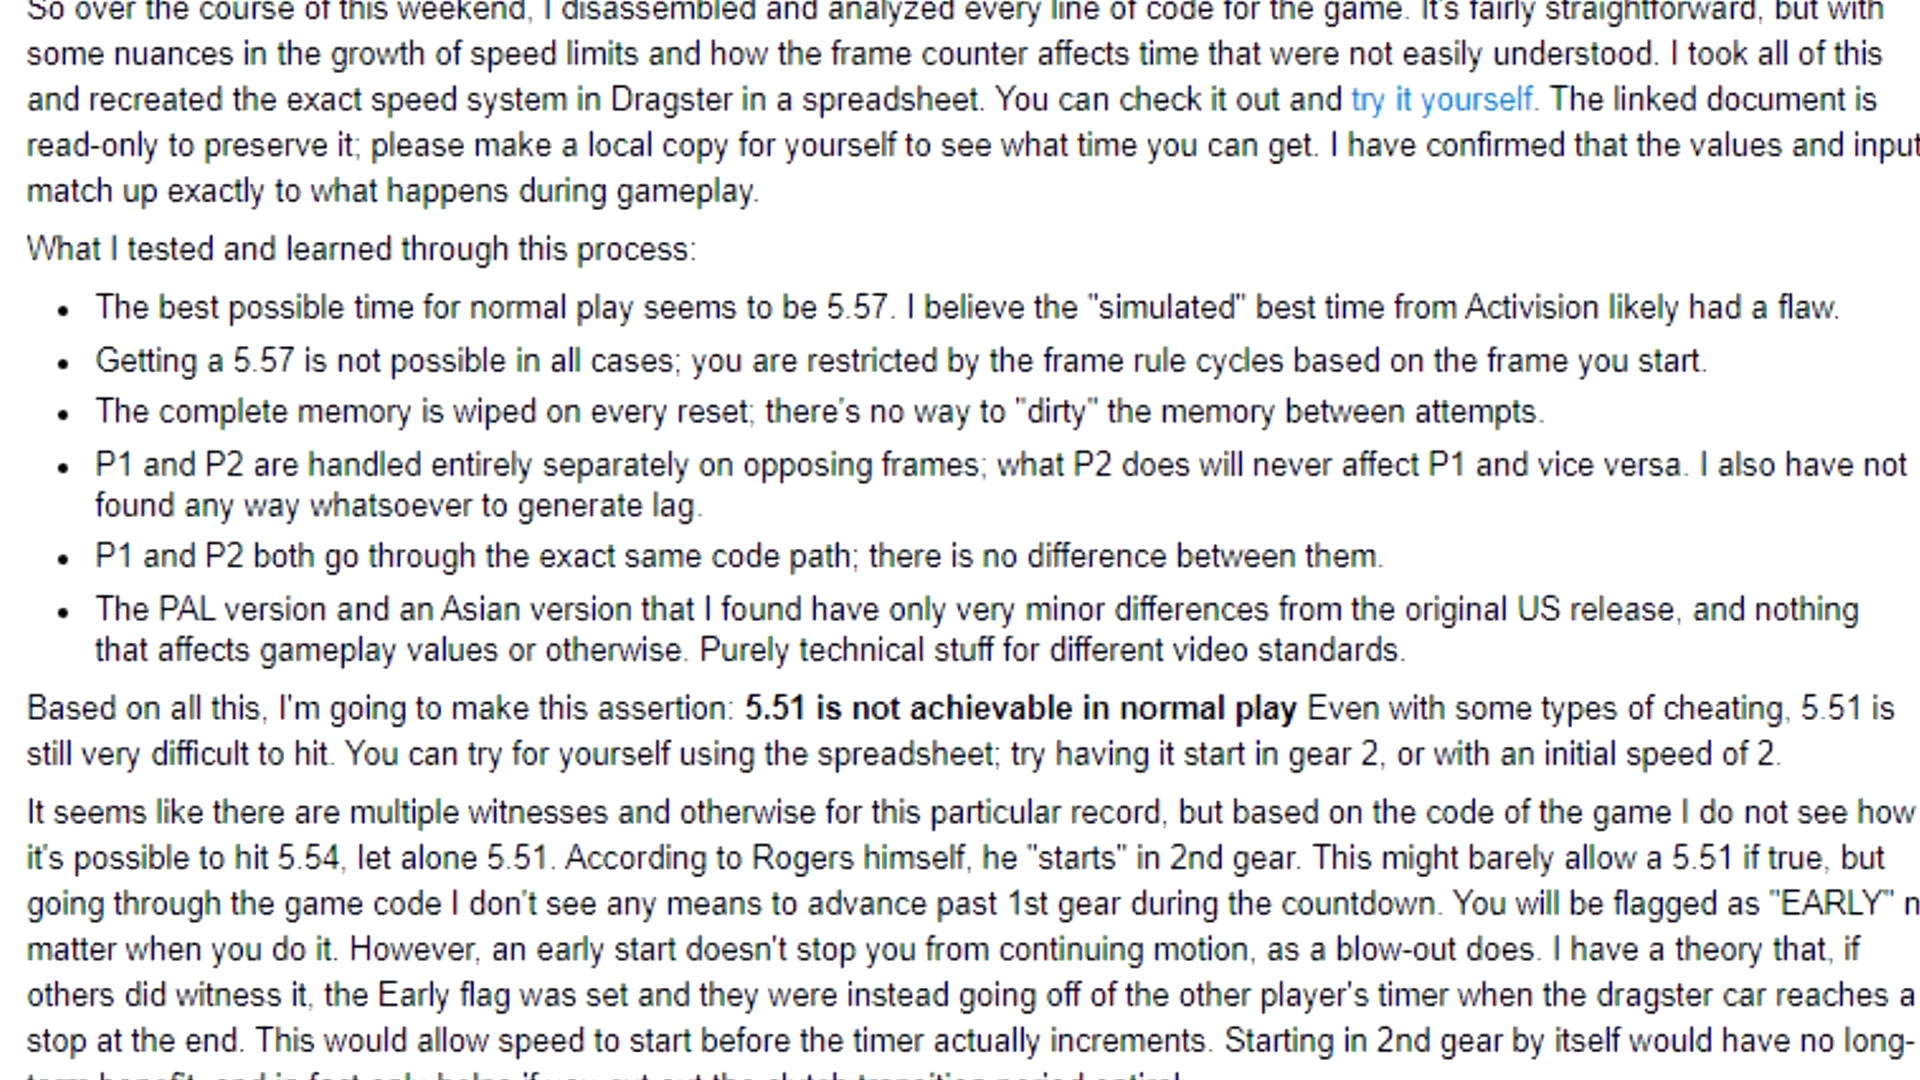 So over the course of this weekend, I disassembled and analyzed every line of code for the game. It's fairly straightforward, but with
some nuances in the growth of speed limits and how the frame counter affects time that were not easily understood. I took all of this
and recreated the exact speed system in Dragster in a spreadsheet. You can check it out and try it yourself. The linked document is
read-only to preserve it; please make a local copy for yourself to see what time you can get. I have confirmed that the values and input
match up exactly to what happens during gameplay.
What I tested and learned through this process:
• The best possible time for normal play seems to be 5.57. I believe the "simulated" best time from Activision likely had a flaw.
• Getting a 5.57 is not possible in all cases; you are restricted by the frame rule cycles based on the frame you start.
• The complete memory is wiped on every reset; there's no way to "dirty" the memory between attempts.
• P1 and P2 are handled entirely separately on opposing frames; what P2 does will never affect P1 and vice versa. I also have not
found any way whatsoever to generate lag.
• P1 and P2 both go through the exact same code path; there is no difference between them.
• The PAL version and an Asian version that I found have only very minor differences from the original US release, and nothing
that affects gameplay values or otherwise. Purely technical stuff for different video standards.
Based on all this, I'm going to make this assertion: 5.51 is not achievable in normal play Even with some types of cheating, 5.51 is
still very difficult to hit. You can try for yourself using the spreadsheet; try having it start in gear 2, or with an initial speed of 2.
It seems like there are multiple witnesses and otherwise for this particular record, but based on the code of the game I do not see how
it's possible to hit 5.54, let alone 5.51. According to Rogers himself, he "starts" in 2nd gear. This might barely allow a 5.51 if true, but
going through the game code I don't see any means to advance past 1st gear during the countdown. You will be flagged as "EARLY" n
matter when you do it. However, an early start doesn't stop you from continuing motion, as a blow-out does. I have a theory that, if
others did witness it, the Early flag was set and they were instead going off of the other player's timer when the dragster car reaches a
stop at the end. This would allow speed to start before the timer actually increments. Starting in 2nd gear by itself would have no long-